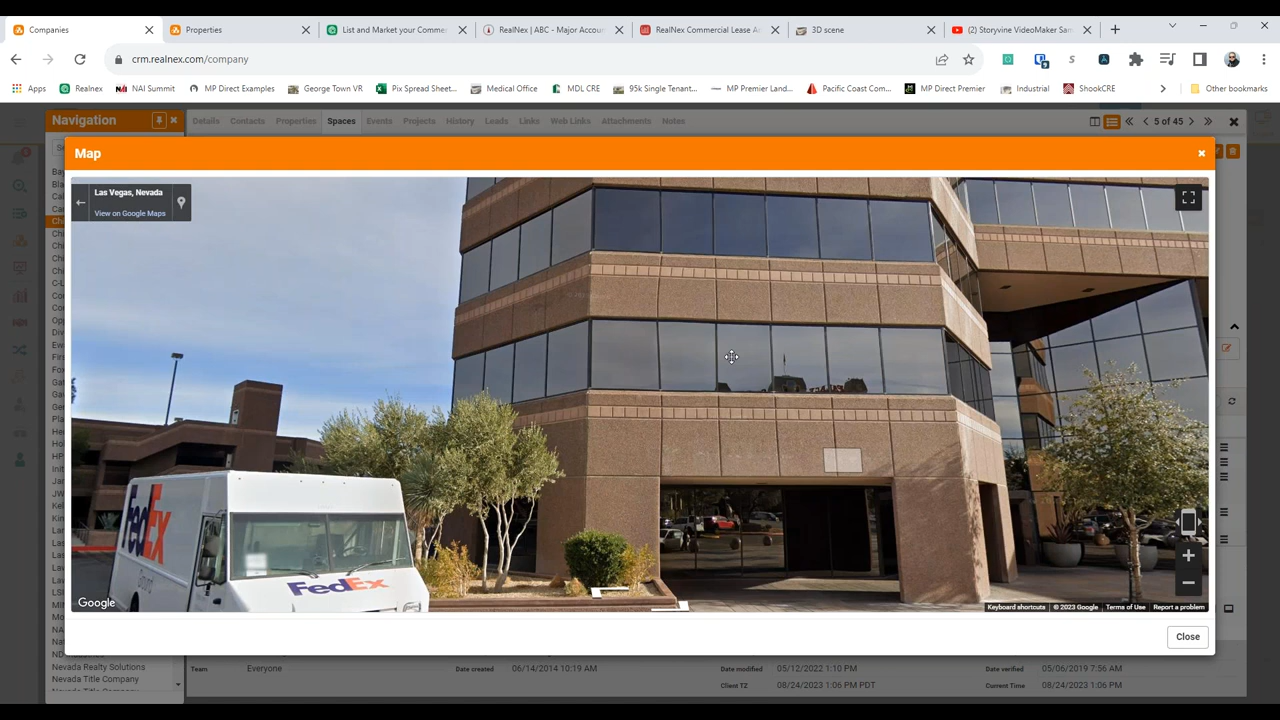 Companies
Properties
List and Market your Comme
RealNex | ABC - Major Accou
RealNex Commercial Lease A
3D scene
(2) Storyvine VideoMaker Sam
crm.realnex.com/company
Apps
Realnex
NAI Summit
MP Direct Examples
George Town VR
Pix Spread Sheet...
Medical Office
MDL CRE
95k Single Tenant...
MP Premier Land...
Pacific Coast Com...
MP Direct Premier
Industrial
ShookCRE
Other bookmarks
Navigation
Details Contacts Properties Spaces Events Projects History Leads Links Web Links Attachments Notes
5 of 45
Map
Las Vegas, Nevada
View on Google Maps
FedEx
FedEx
Google
Keyboard shortcuts © 2023 Google Terms of Use Report a problem
Close
Nevada Realty Solutions
Nevada Title Company
Team Everyone Date created 06/14/2014 10:19 AM Date modified 05/12/2022 1:10 PM Date verified 05/06/2019 7:56 AM
Client TZ 08/24/2023 1:06 PM PDT Current Time 08/24/2023 1:06 PM